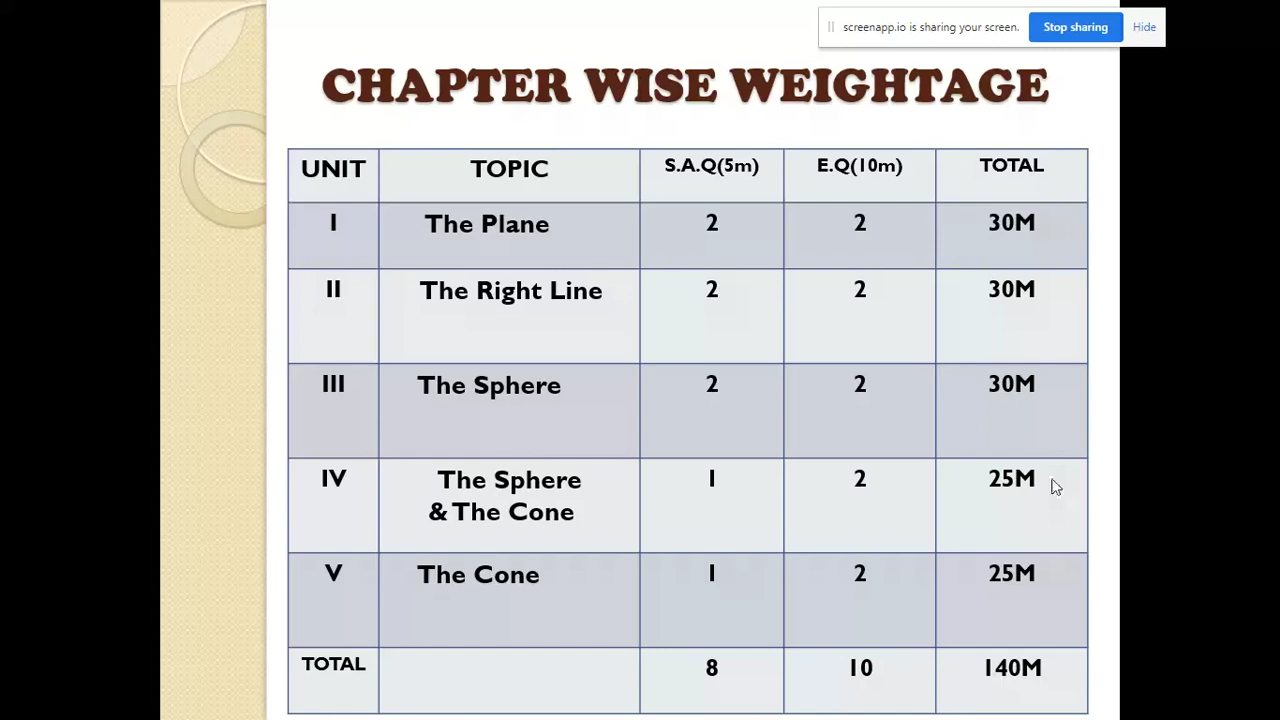 screenapp.io is sharing your screen. Stop sharing Hide
CHAPTER WISE WEIGHTAGE
UNIT TOPIC S.A.Q(5m) E.Q(10m) TOTAL
I The Plane 2 2 30M
II The Right Line 2 2 30M
III The Sphere 2 2 30M
IV The Sphere 1 2 25M
& The Cone
V The Cone 1 2 25M
TOTAL 8 10 140M